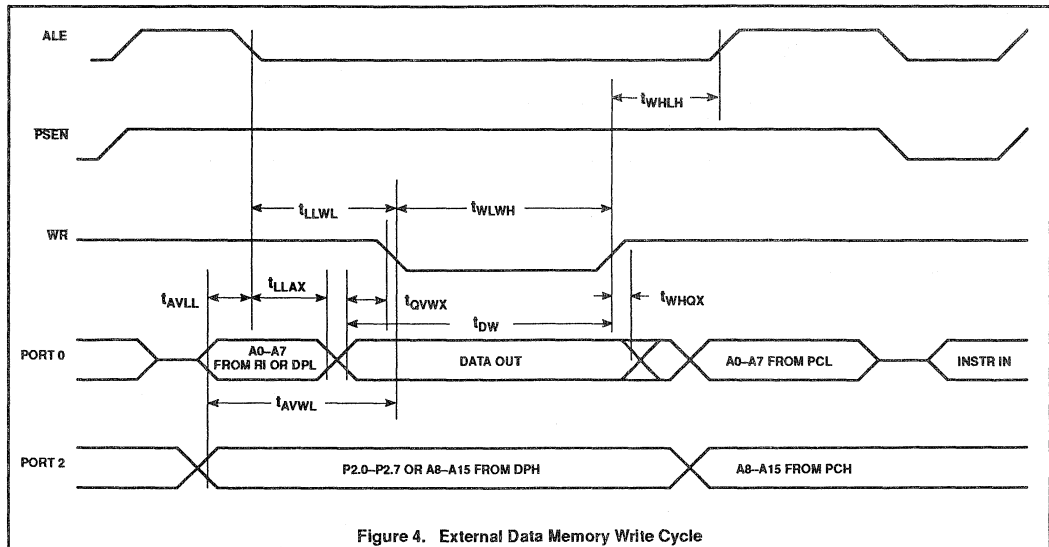 ALE
tWHLH
PSEN
tLLWL
tWLWH
WR
tAVLL
tLLAX
tQVWX
tWHQX
tDW
PORT 0
A0–A7
FROM RI OR DPL
DATA OUT
A0–A7 FROM PCL
INSTR IN
tAVWL
PORT 2
P2.0–P2.7 OR A8–A15 FROM DPH
A8–A15 FROM PCH
Figure 4. External Data Memory Write Cycle